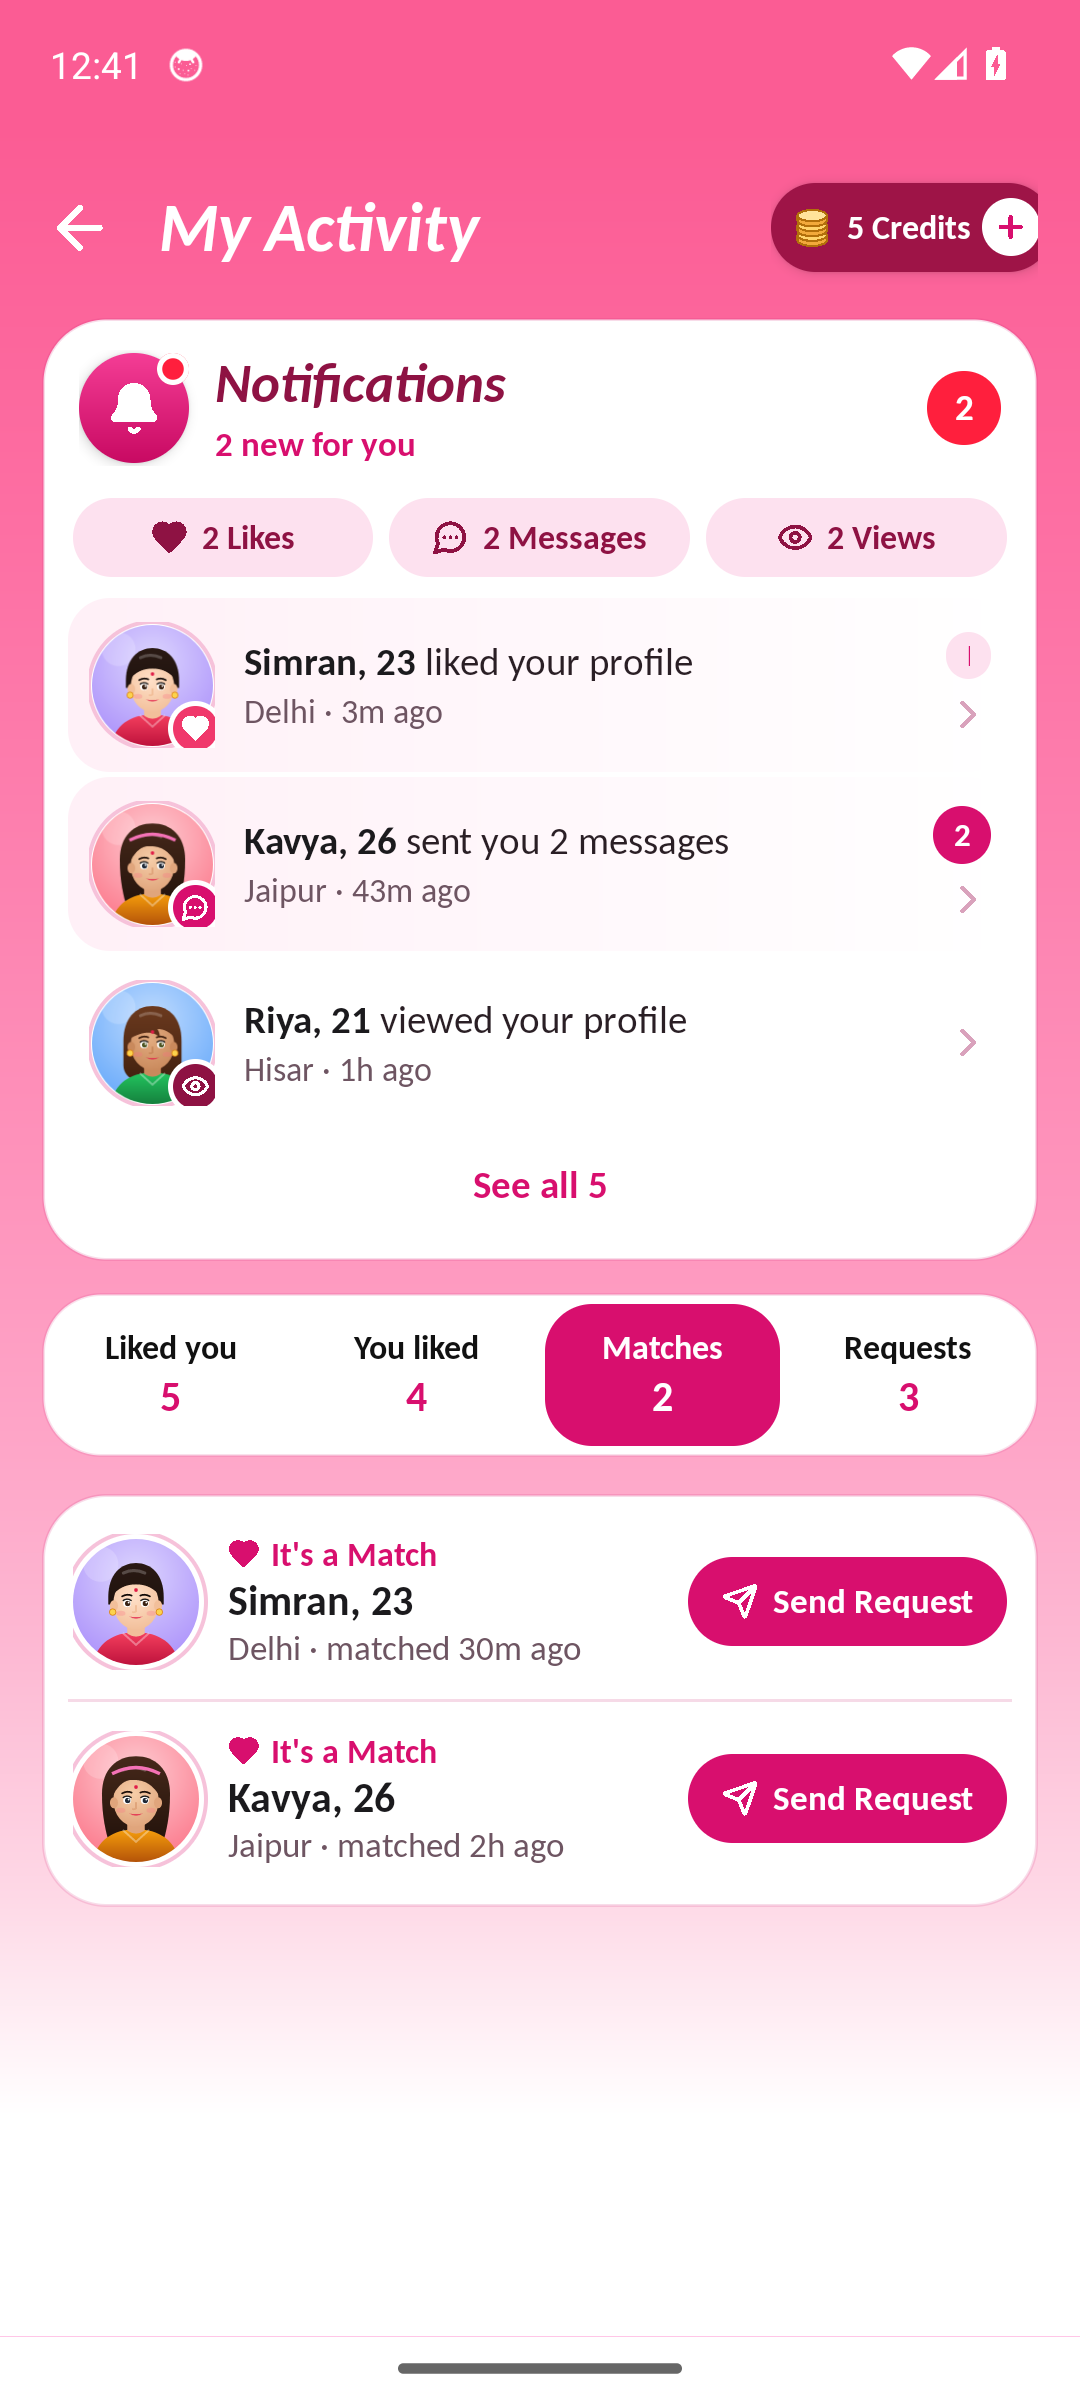 12:41
My Activity
5 Credits
Notifications
2 new for you
2
2 Likes
2 Messages
2 Views
Simran, 23 liked your profile
Delhi · 3m ago
Kavya, 26 sent you 2 messages
Jaipur · 43m ago
2
Riya, 21 viewed your profile
Hisar · 1h ago
See all 5
Liked you
5
You liked
4
Matches
2
Requests
3
It's a Match
Simran, 23
Delhi · matched 30m ago
Send Request
It's a Match
Kavya, 26
Jaipur · matched 2h ago
Send Request